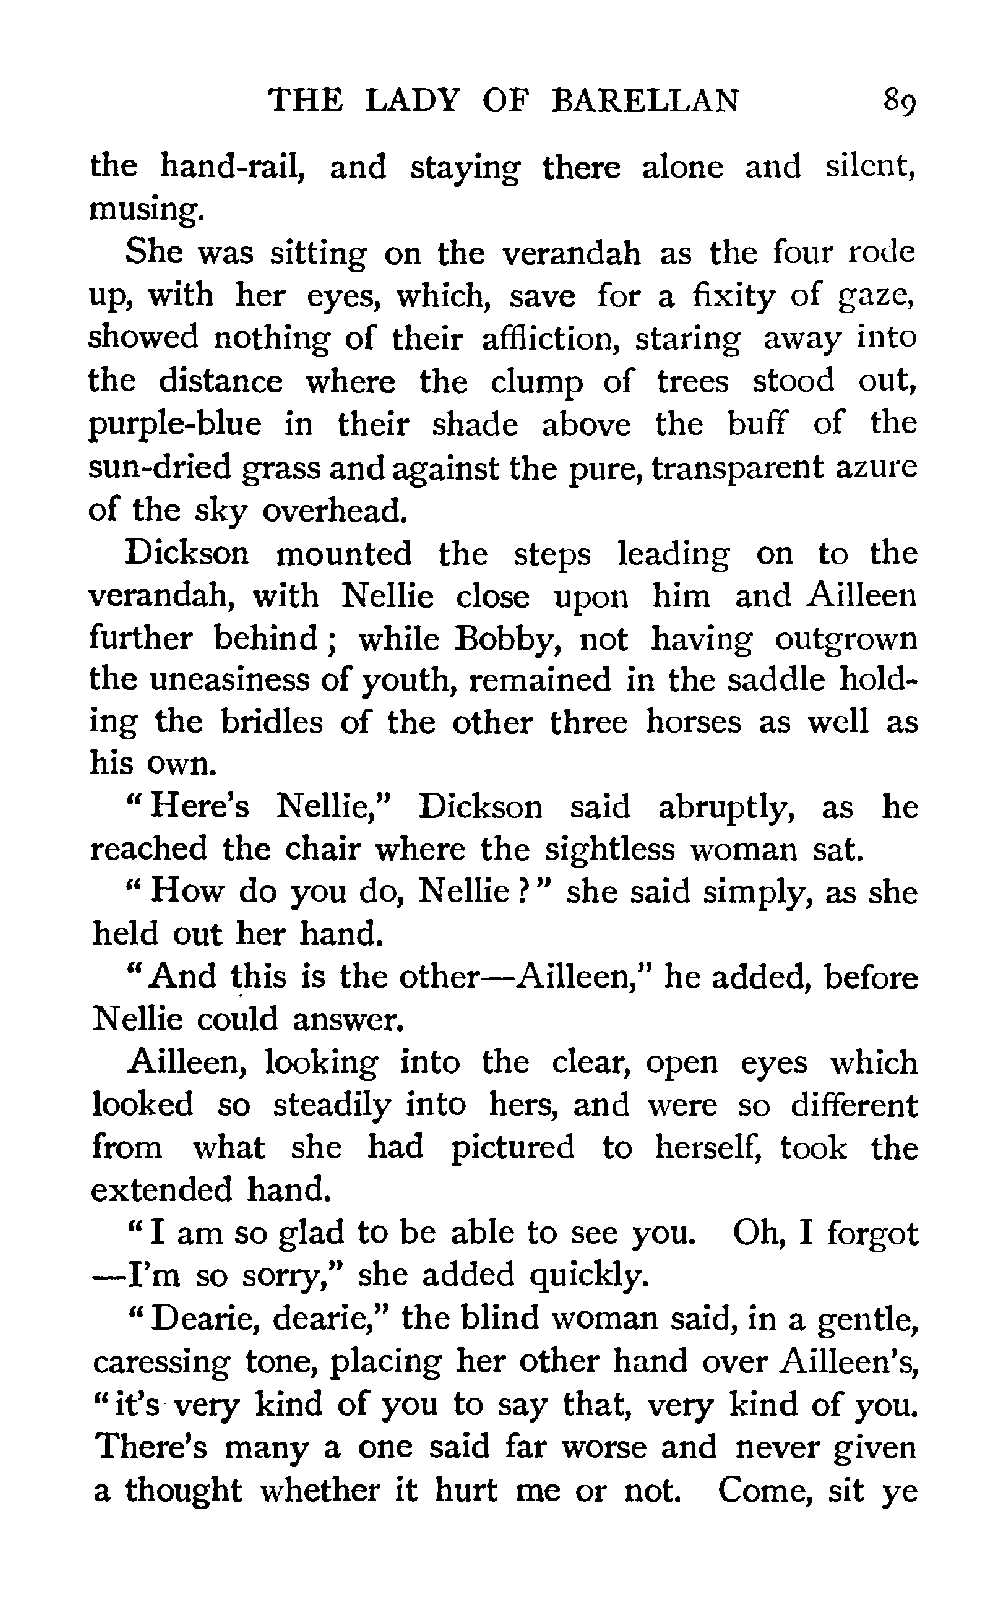 THE LADY OF BARELLAN 89
the hand-rail, and staying there alone and silent,
musing.
She was sitting on the verandah as the four rode
up, with her eyes, which, save for a fixity of gaze,
showed nothing of their affliction, staring away into
the distance where the clump of trees stood out,
purple-blue in their shade above the buff of the
sun-dried grass and against the pure, transparent azure
of the sky overhead.
Dickson mounted the steps leading on to the
verandah, with Nellie close upon him and Ailleen
further behind; while Bobby, not having outgrown
the uneasiness of youth, remained in the saddle hold-
ing the bridles of the other three horses as well as
his own.
"Here's Nellie," Dickson said abruptly, as he
reached the chair where the sightless woman sat.
"How do you do, Nellie?" she said simply, as she
held out her hand.
"And this is the other—Ailleen," he added, before
Nellie could answer.
Ailleen, looking into the clear, open eyes which
looked so steadily into hers, and were so different
from what she had pictured to herself, took the
extended hand.
"I am so glad to be able to see you. Oh, I forgot
—I'm so sorry," she added quickly.
"Dearie, dearie," the blind woman said, in a gentle,
caressing tone, placing her other hand over Ailleen's,
"it's very kind of you to say that, very kind of you.
There's many a one said far worse and never given
a thought whether it hurt me or not. Come, sit ye